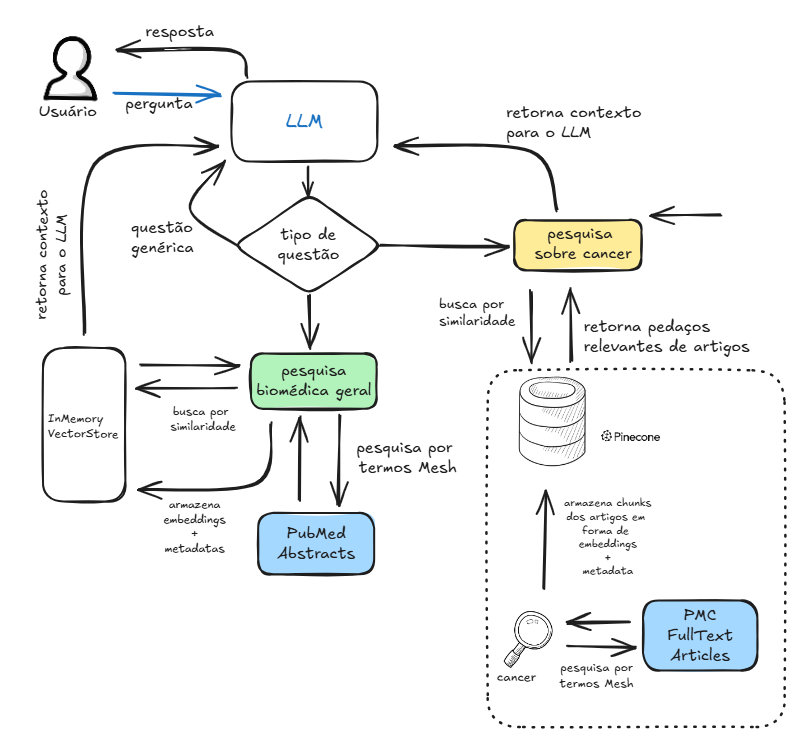 resposta
Usuário
pergunta
LLM
retorna contexto
para o LLM
retorna contexto
para o LLM
questão
genérica
tipo de
questão
pesquisa
sobre cancer
busca por
similaridade
retorna pedaços
relevantes de artigos
pesquisa
biomédica geral
InMemory
VectorStore
busca por
similaridade
pesquisa por
termos Mesh
armazena
embeddings
+
metadatas
PubMed
Abstracts
Pinecone
armazena chunks
dos artigos em
forma de
embeddings
+
metadata
PMC
FullText
Articles
cancer
pesquisa por
termos Mesh